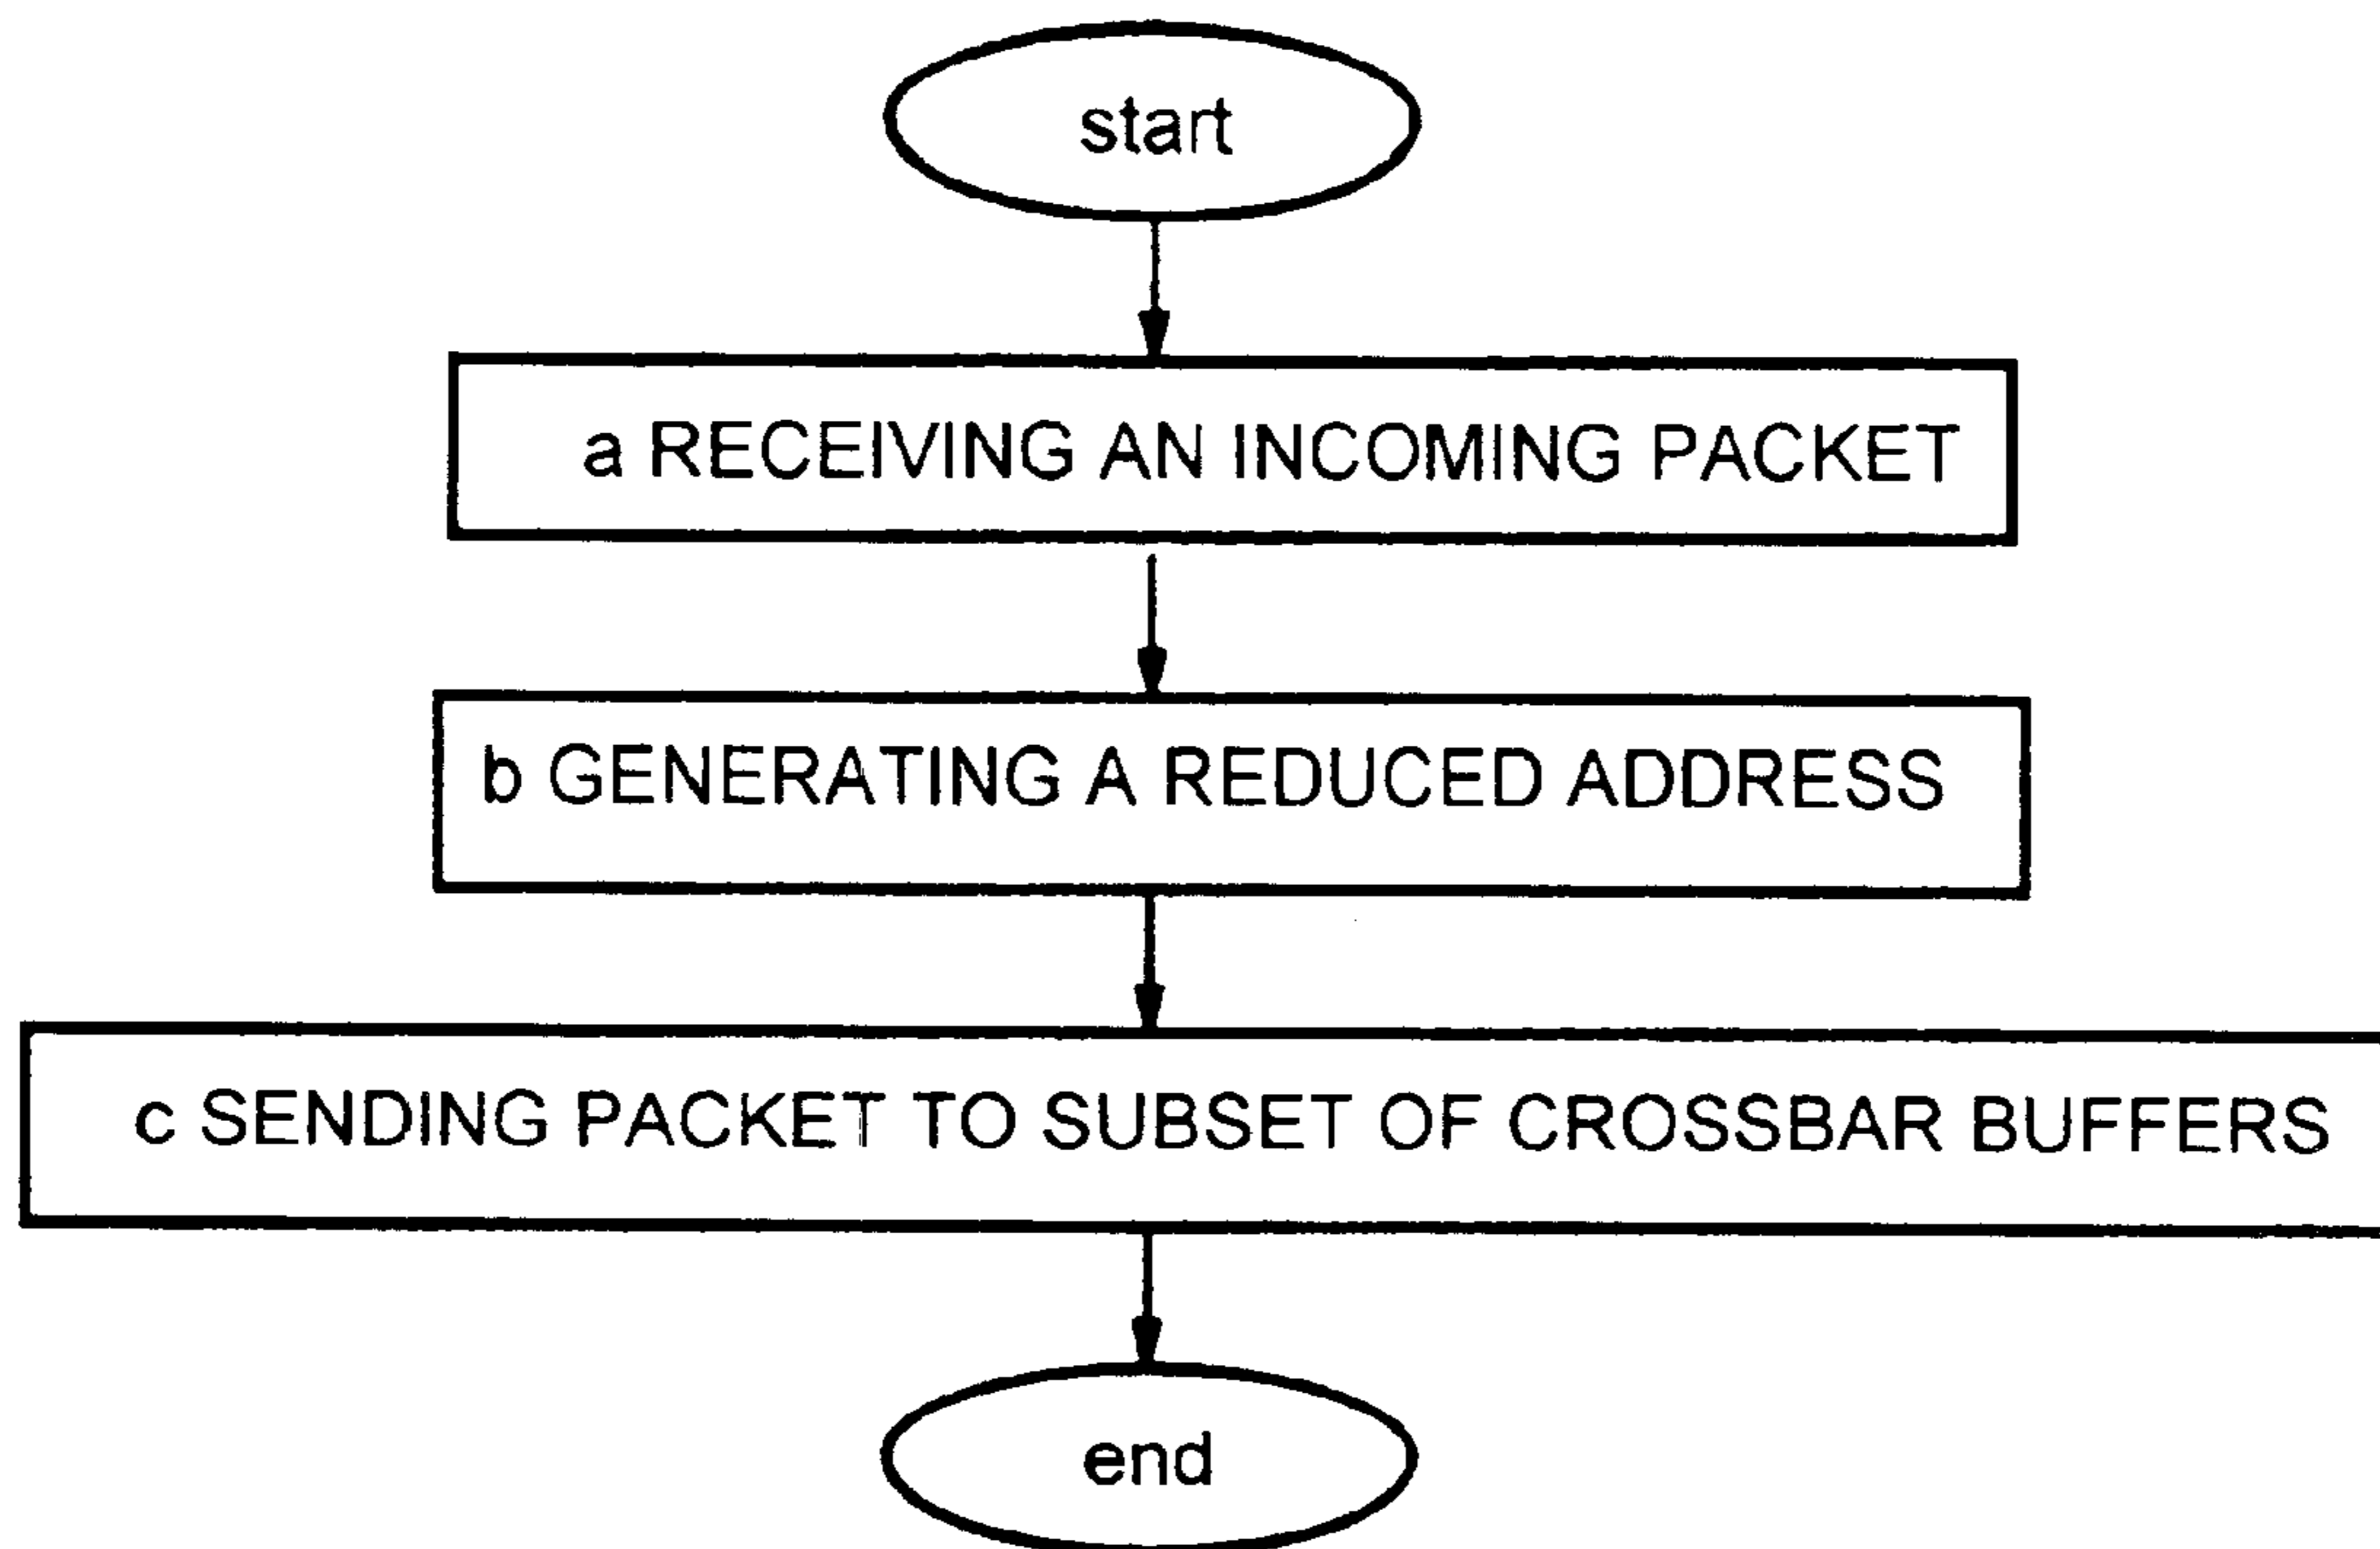 start
a RECEIVING AN INCOMING PACKET
b GENERATING A REDUCED ADDRESS
c SENDING PACKET TO SUBSET OF CROSSBAR BUFFERS
end